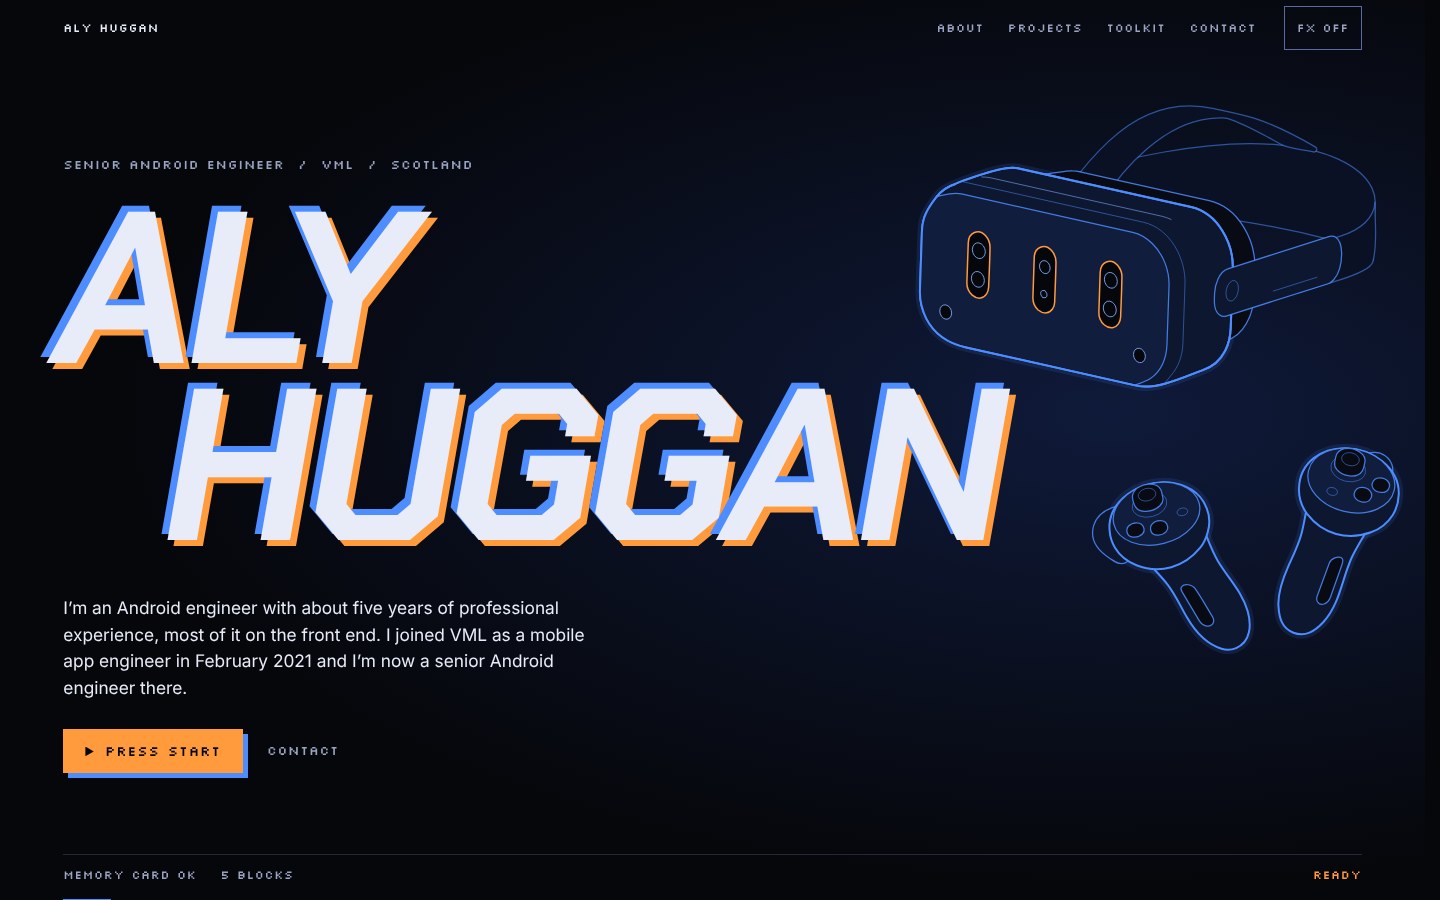 ALY HUGGAN
ABOUT PROJECTS TOOLKIT CONTACT FX OFF
SENIOR ANDROID ENGINEER / VML / SCOTLAND
ALY
HUGGAN
I’m an Android engineer with about five years of professional
experience, most of it on the front end. I joined VML as a mobile
app engineer in February 2021 and I’m now a senior Android
engineer there.
▶ PRESS START CONTACT
MEMORY CARD OK 5 BLOCKS
READY